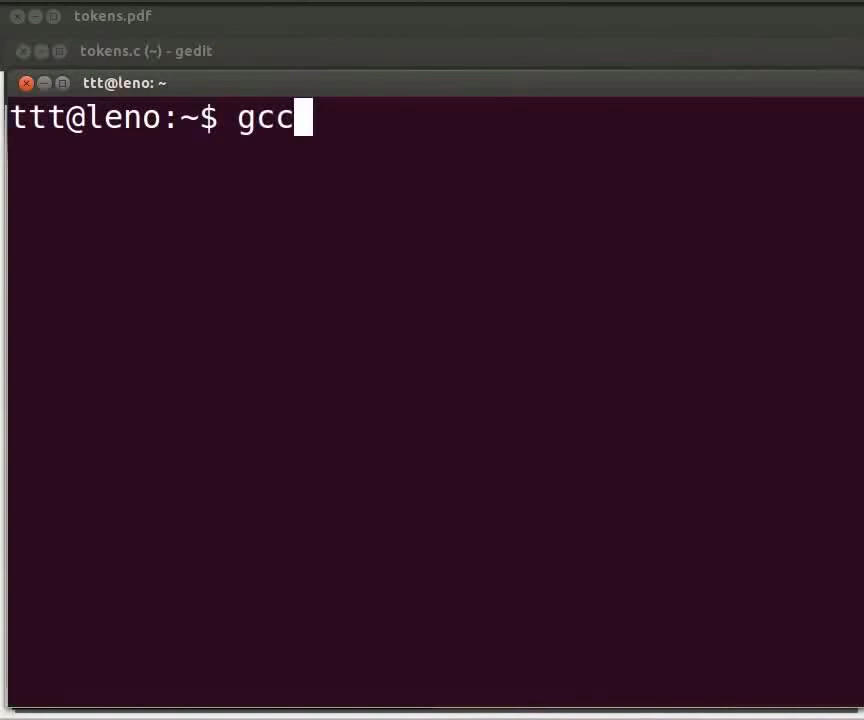 tokens.pdf
tokens.c (~) - gedit
ttt@leno: ~
ttt@leno:~$ gcc